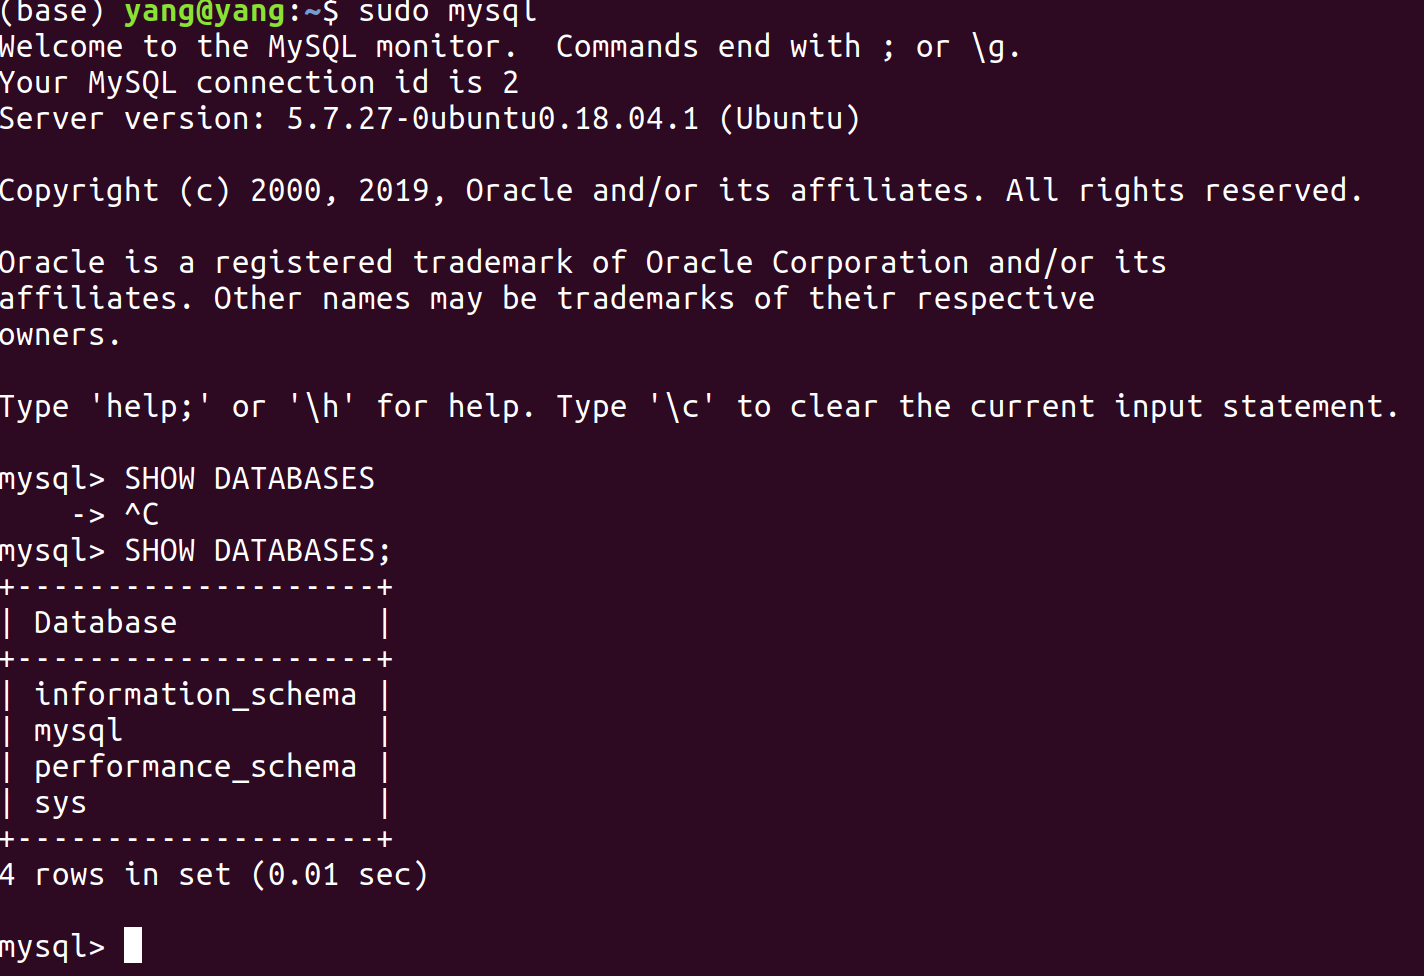 (base) yang@yang:~$ sudo mysql
Welcome to the MySQL monitor.  Commands end with ; or \g.
Your MySQL connection id is 2
Server version: 5.7.27-0ubuntu0.18.04.1 (Ubuntu)

Copyright (c) 2000, 2019, Oracle and/or its affiliates. All rights reserved.

Oracle is a registered trademark of Oracle Corporation and/or its
affiliates. Other names may be trademarks of their respective
owners.

Type 'help;' or '\h' for help. Type '\c' to clear the current input statement.

mysql> SHOW DATABASES
    -> ^C
mysql> SHOW DATABASES;
+--------------------+
| Database           |
+--------------------+
| information_schema |
| mysql              |
| performance_schema |
| sys                |
+--------------------+
4 rows in set (0.01 sec)

mysql>